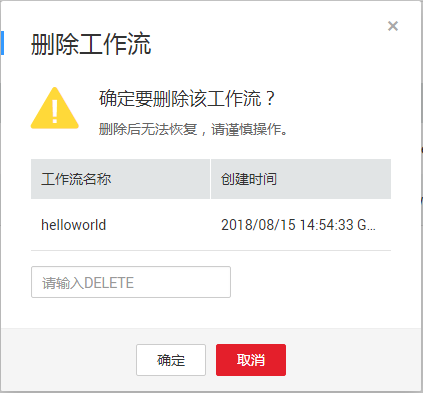 删除工作流
确定要删除该工作流？
删除后无法恢复，请谨慎操作。
工作流名称 创建时间
helloworld 2018/08/15 14:54:33 G...
请输入DELETE
确定 取消